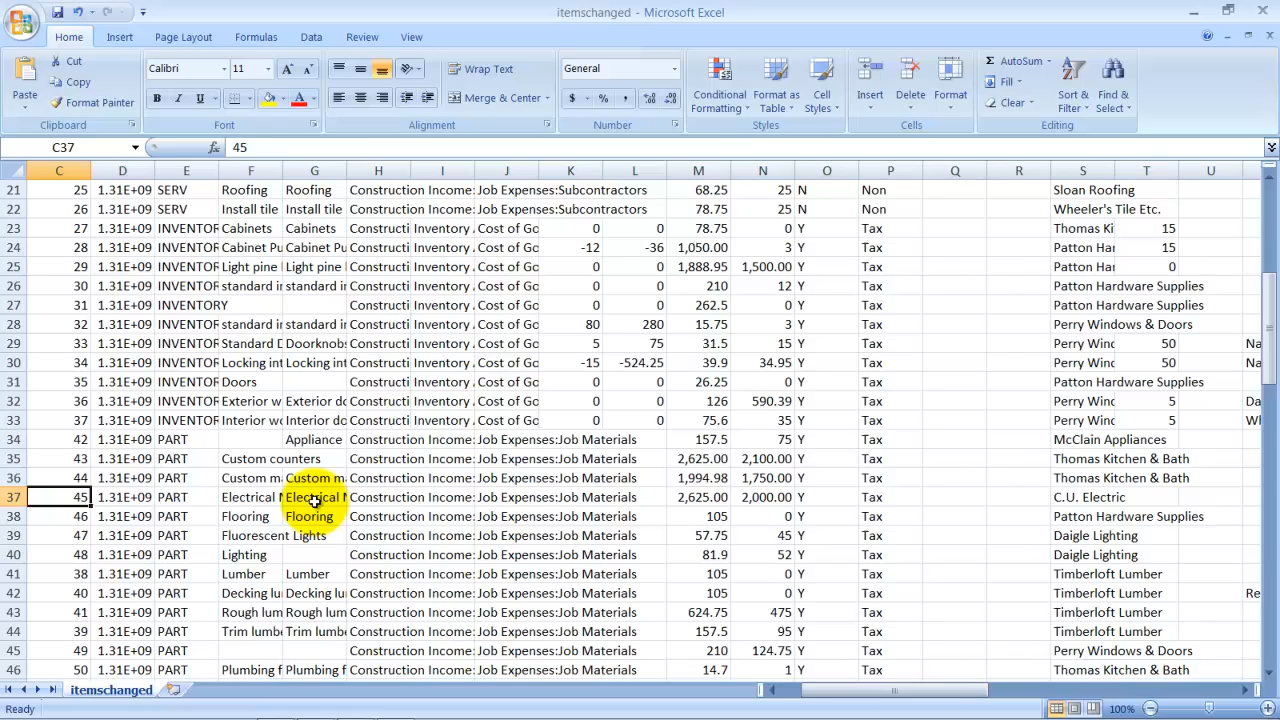 itemschanged - Microsoft Excel
Home Insert Page Layout Formulas Data Review View
Paste
Cut
Copy
Format Painter
Clipboard
Calibri 11
B I U
Font
Wrap Text
Merge & Center
Alignment
General
$ % ,
Number
Conditional Formatting
Format as Table
Cell Styles
Styles
Insert
Delete
Format
Cells
AutoSum
Fill
Clear
Sort & Filter
Find & Select
Editing
C37 fx 45
C D E F G H I J K L M N O P Q R S T U
21 25 1.31E+09 SERV Roofing Roofing Construction Income: Job Expenses:Subcontractors 68.25 25 N Non Sloan Roofing
22 26 1.31E+09 SERV Install tile Install tile Construction Income: Job Expenses:Subcontractors 78.75 25 N Non Wheeler's Tile Etc.
23 27 1.31E+09 INVENTOR Cabinets Cabinets Constructi Inventory Cost of Go 0 0 78.75 0 Y Tax Thomas Ki 15
24 28 1.31E+09 INVENTOR Cabinet Pu Cabinet Pu Constructi Inventory Cost of Go -12 -36 1,050.00 3 Y Tax Patton Har 15
25 29 1.31E+09 INVENTOR Light pine Light pine Constructi Inventory Cost of Go 0 0 1,888.95 1,500.00 Y Tax Patton Har 0
26 30 1.31E+09 INVENTOR standard in standard in Constructi Inventory Cost of Go 0 0 210 12 Y Tax Patton Hardware Supplies
27 31 1.31E+09 INVENTORY Constructi Inventory Cost of Go 0 0 262.5 0 Y Tax Patton Hardware Supplies
28 32 1.31E+09 INVENTOR standard in standard in Constructi Inventory Cost of Go 80 280 15.75 3 Y Tax Perry Windows & Doors
29 33 1.31E+09 INVENTOR Standard D Doorknobs Constructi Inventory Cost of Go 5 75 31.5 15 Y Tax Perry Winc 50 Na
30 34 1.31E+09 INVENTOR Locking int Locking int Constructi Inventory Cost of Go -15 -524.25 39.9 34.95 Y Tax Perry Winc 50 Na
31 35 1.31E+09 INVENTOR Doors Constructi Inventory Cost of Go 0 0 26.25 0 Y Tax Patton Hardware Supplies
32 36 1.31E+09 INVENTOR Exterior w Exterior do Constructi Inventory Cost of Go 0 0 126 590.39 Y Tax Perry Winc 5 Da
33 37 1.31E+09 INVENTOR Interior wo Interior do Constructi Inventory Cost of Go 0 0 75.6 35 Y Tax Perry Winc 5 Wh
34 42 1.31E+09 PART Appliance Construction Income: Job Expenses:Job Materials 157.5 75 Y Tax McClain Appliances
35 43 1.31E+09 PART Custom counters Construction Income: Job Expenses:Job Materials 2,625.00 2,100.00 Y Tax Thomas Kitchen & Bath
36 44 1.31E+09 PART Custom ma Custom m Construction Income: Job Expenses:Job Materials 1,994.98 1,750.00 Y Tax Thomas Kitchen & Bath
37 45 1.31E+09 PART Electrical M Electrical M Construction Income: Job Expenses:Job Materials 2,625.00 2,000.00 Y Tax C.U. Electric
38 46 1.31E+09 PART Flooring Flooring Construction Income: Job Expenses:Job Materials 105 0 Y Tax Patton Hardware Supplies
39 47 1.31E+09 PART Fluorescent Lights Construction Income: Job Expenses:Job Materials 57.75 45 Y Tax Daigle Lighting
40 48 1.31E+09 PART Lighting Construction Income: Job Expenses:Job Materials 81.9 52 Y Tax Daigle Lighting
41 38 1.31E+09 PART Lumber Lumber Construction Income: Job Expenses:Job Materials 105 0 Y Tax Timberloft Lumber
42 40 1.31E+09 PART Decking lu Decking lu Construction Income: Job Expenses:Job Materials 105 0 Y Tax Timberloft Lumber Re
43 41 1.31E+09 PART Rough lum Rough lum Construction Income: Job Expenses:Job Materials 624.75 475 Y Tax Timberloft Lumber
44 39 1.31E+09 PART Trim lumbe Trim lumbe Construction Income: Job Expenses:Job Materials 157.5 95 Y Tax Timberloft Lumber
45 49 1.31E+09 PART Construction Income: Job Expenses:Job Materials 210 124.75 Y Tax Perry Windows & Doors
46 50 1.31E+09 PART Plumbing f Plumbing f Construction Income: Job Expenses:Job Materials 14.7 1 Y Tax Thomas Kitchen & Bath
itemschanged
Ready 100%